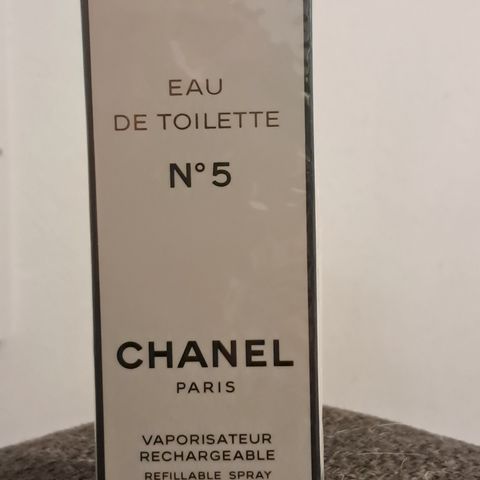 EAU
DE TOILETTE
N°5
CHANEL
PARIS
VAPORISATEUR
RECHARGEABLE
REFILLABLE SPRAY